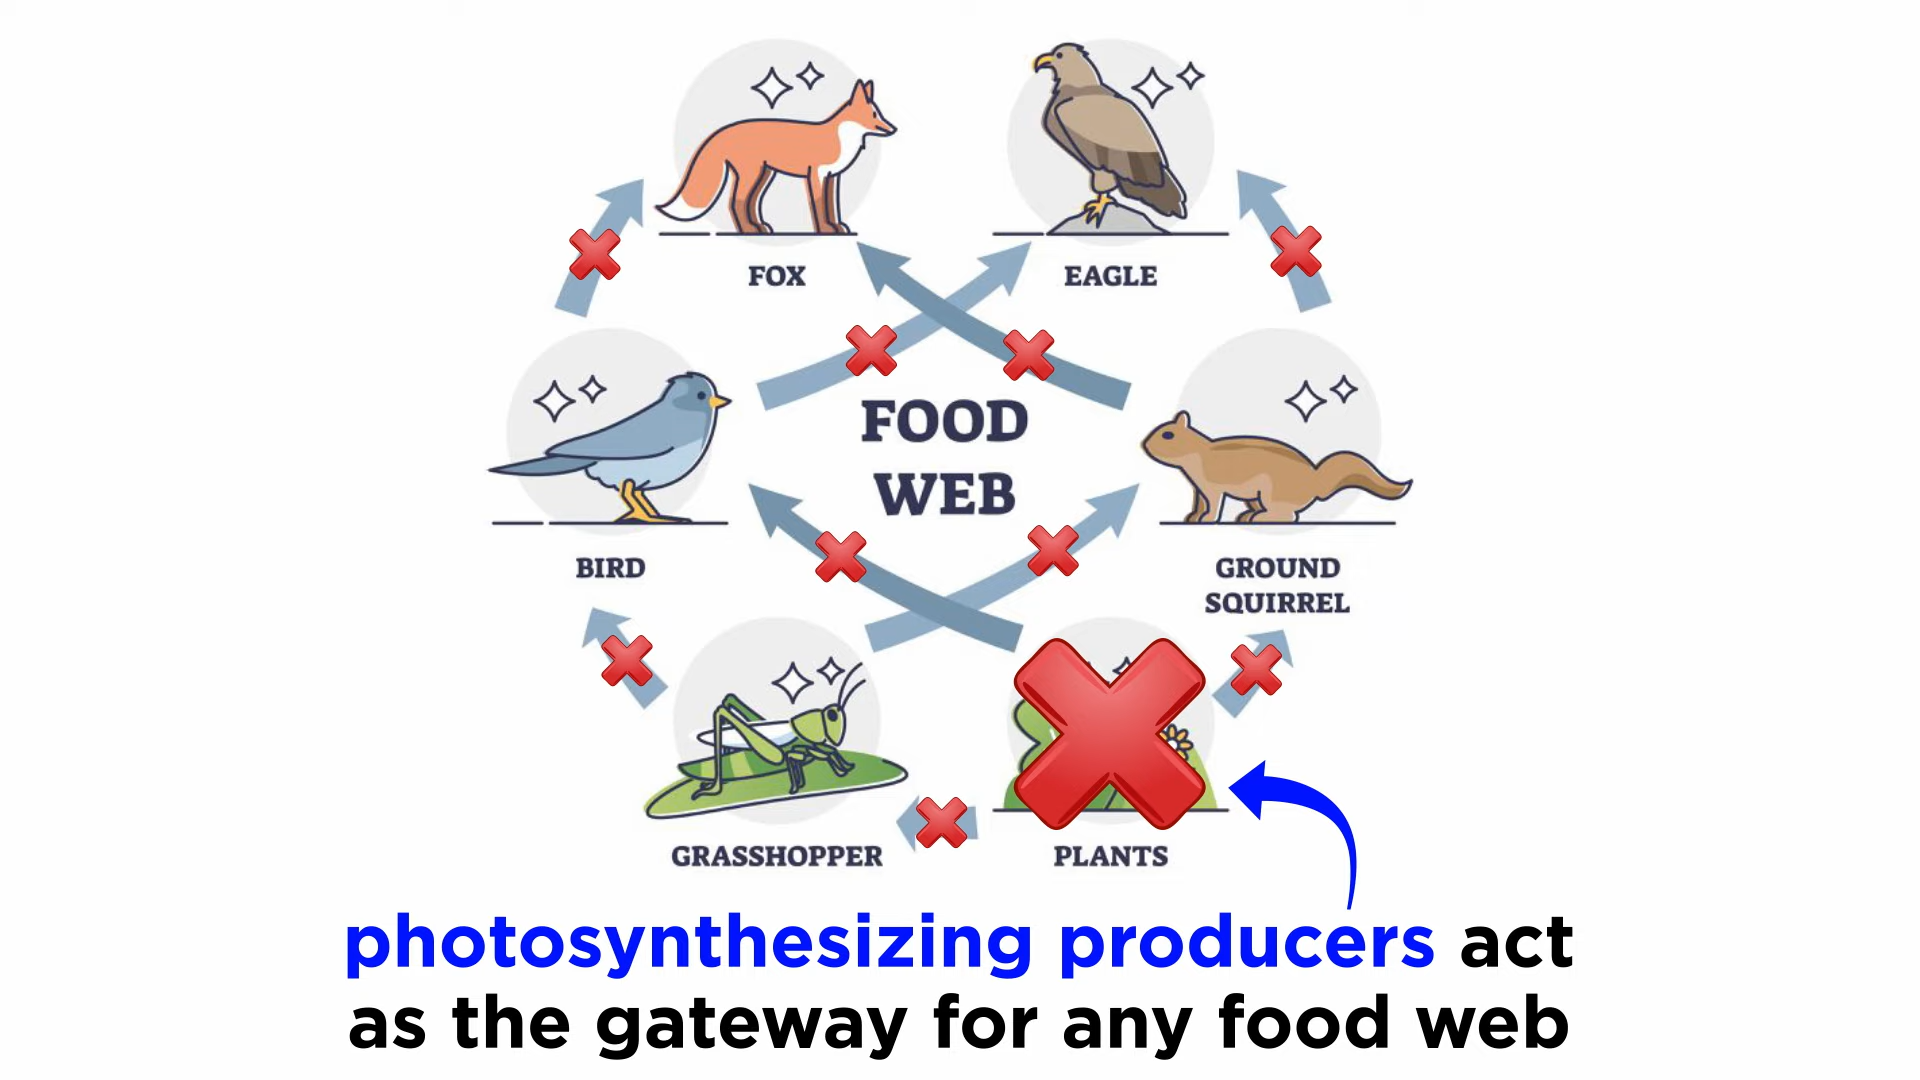 FOX
EAGLE
FOOD
WEB
BIRD
GROUND
SQUIRREL
GRASSHOPPER
PLANTS
photosynthesizing producers act
as the gateway for any food web